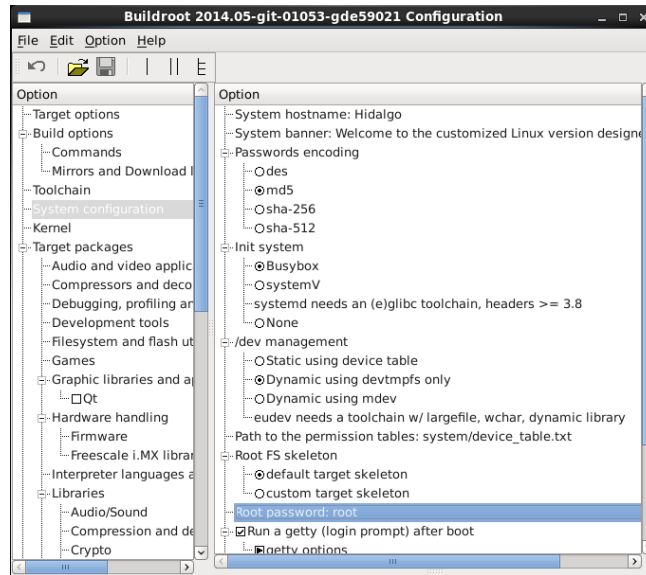 Buildroot 2014.05-git-01053-gde59021 Configuration
File Edit Option Help
Option
Target options
Build options
Commands
Mirrors and Download
Toolchain
System configuration
Kernel
Target packages
Audio and video applic
Compressors and deco
Debugging, profiling an
Development tools
Filesystem and flash ut
Games
Graphic libraries and ap
Qt
Hardware handling
Firmware
Freescale i.MX librar
Interpreter languages a
Libraries
Audio/Sound
Compression and de
Crypto
Option
System hostname: Hidalgo
System banner: Welcome to the customized Linux version designe
Passwords encoding
des
md5
sha-256
sha-512
Init system
Busybox
systemV
systemd needs an (e)glibc toolchain, headers >= 3.8
None
/dev management
Static using device table
Dynamic using devtmpfs only
Dynamic using mdev
eudev needs a toolchain w/ largefile, wchar, dynamic library
Path to the permission tables: system/device_table.txt
Root FS skeleton
default target skeleton
custom target skeleton
Root password: root
Run a getty (login prompt) after boot
getty options